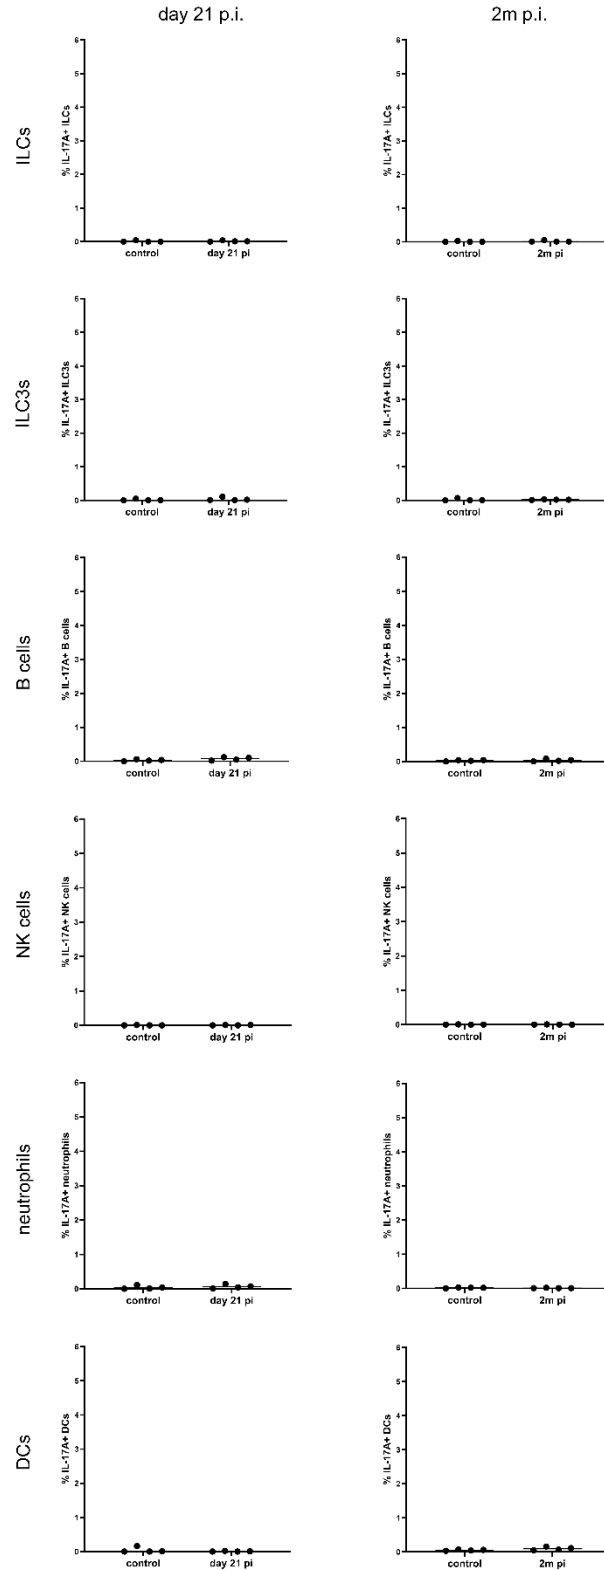 day 21 p.i. 2m p.i.
ILCs
% IL-17A+ ILCs
6
5
4
3
2
1
0
control day 21 pi
% IL-17A+ ILCs
6
5
4
3
2
1
0
control 2m pi
ILC3s
% IL-17A+ ILC3s
6
5
4
3
2
1
0
control day 21 pi
% IL-17A+ ILC3s
6
5
4
3
2
1
0
control 2m pi
B cells
% IL-17A+ B cells
6
5
4
3
2
1
0
control day 21 pi
% IL-17A+ B cells
6
5
4
3
2
1
0
control 2m pi
NK cells
% IL-17A+ NK cells
6
5
4
3
2
1
0
control day 21 pi
% IL-17A+ NK cells
6
5
4
3
2
1
0
control 2m pi
neutrophils
% IL-17A+ neutrophils
6
5
4
3
2
1
0
control day 21 pi
% IL-17A+ neutrophils
6
5
4
3
2
1
0
control 2m pi
DCs
% IL-17A+ DCs
6
5
4
3
2
1
0
control day 21 pi
% IL-17A+ DCs
6
5
4
3
2
1
0
control 2m pi